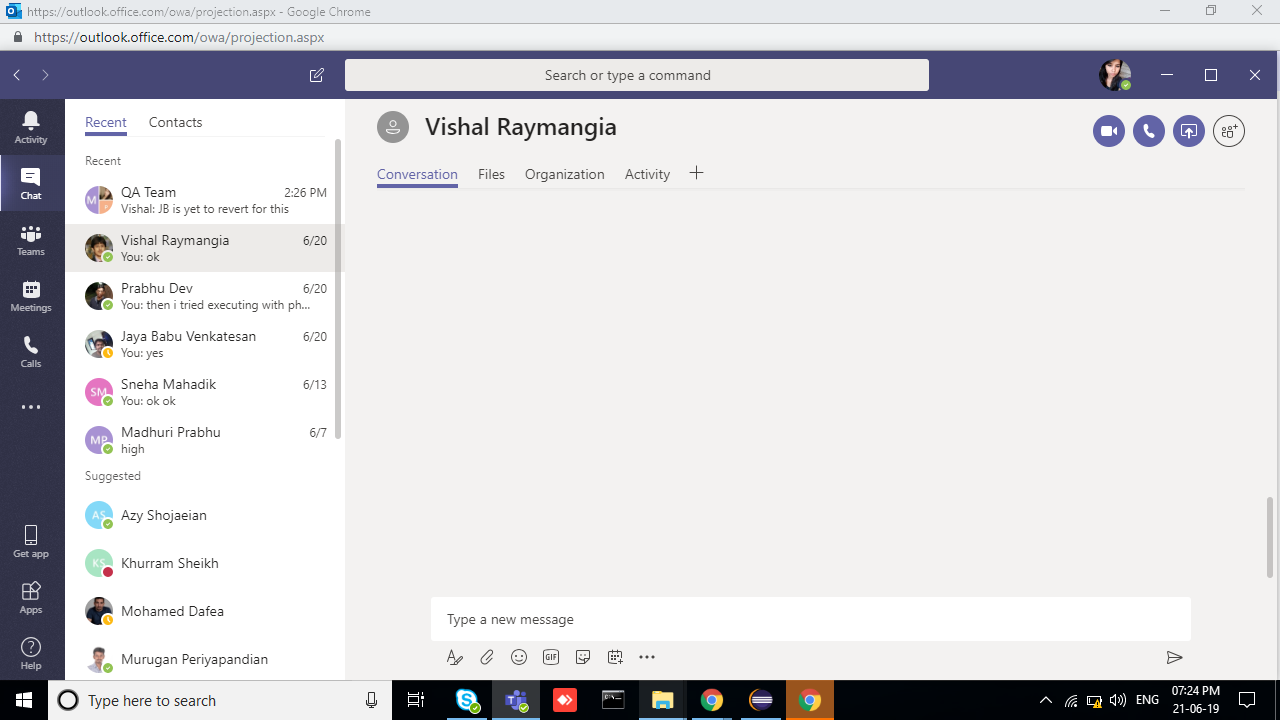 https://outlook.office.com/owa/projection.aspx - Google Chrome
https://outlook.office.com/owa/projection.aspx
Search or type a command
Activity
Chat
Teams
Meetings
Calls
Get app
Apps
Help
Recent Contacts
Recent
QA Team 2:26 PM
Vishal: JB is yet to revert for this
Vishal Raymangia 6/20
You: ok
Prabhu Dev 6/20
You: then i tried executing with ph...
Jaya Babu Venkatesan 6/20
You: yes
SM
Sneha Mahadik 6/13
You: ok ok
MP
Madhuri Prabhu 6/7
high
Suggested
AS
Azy Shojaeian
KS
Khurram Sheikh
Mohamed Dafea
Murugan Periyapandian
Vishal Raymangia
Conversation Files Organization Activity
Type a new message
GIF
Type here to search
ENG
07:24 PM
21-06-19